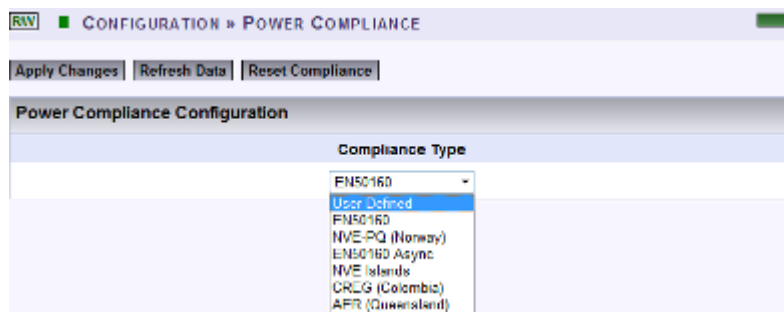 RW CONFIGURATION » POWER COMPLIANCE
Apply Changes Refresh Data Reset Compliance
Power Compliance Configuration
Compliance Type
EN50160
User Defined
EN50160
NVE-PQ (Norway)
EN50160 Async
NVE Islands
CREG (Colombia)
AER (Queensland)